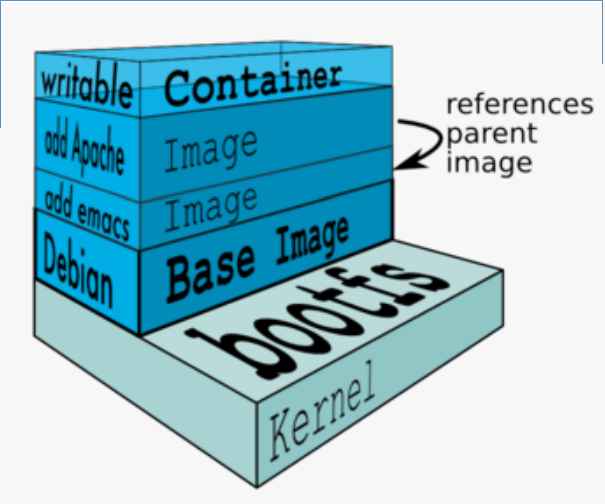 writable Container
add Apache Image
add emacs Image
Debian Base Image
bootfs
Kernel
references
parent
image